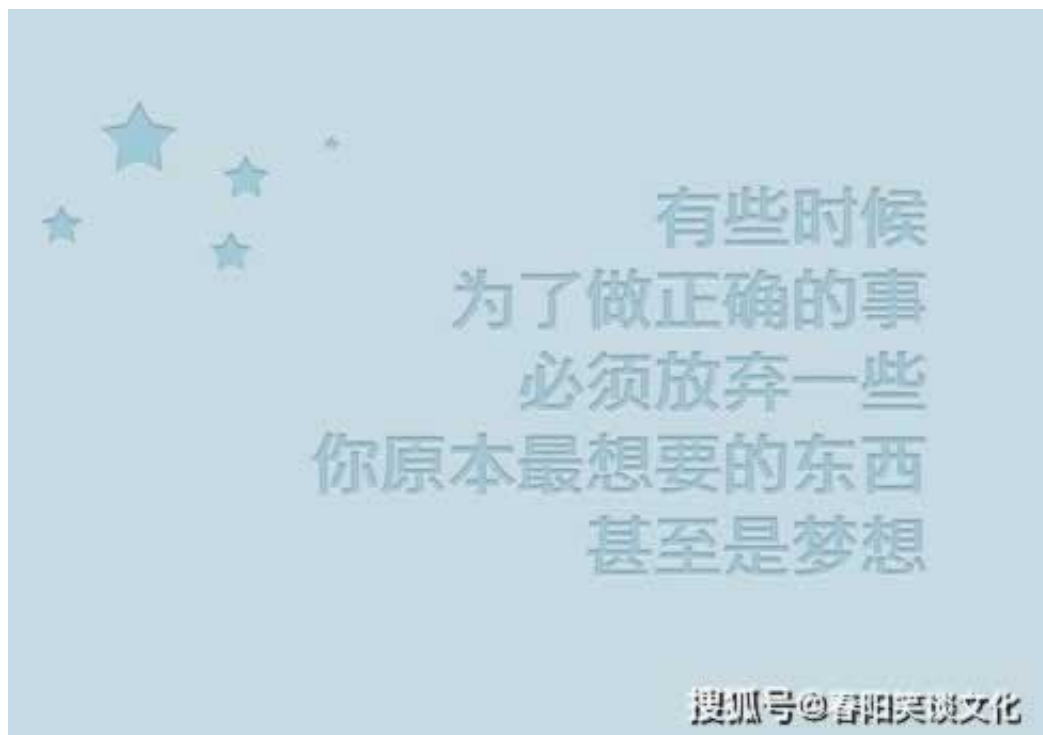 有些时候
为了做正确的事
必须放弃一些
你原本最想要的东西
甚至是梦想
搜狐号@春阳笑谈文化